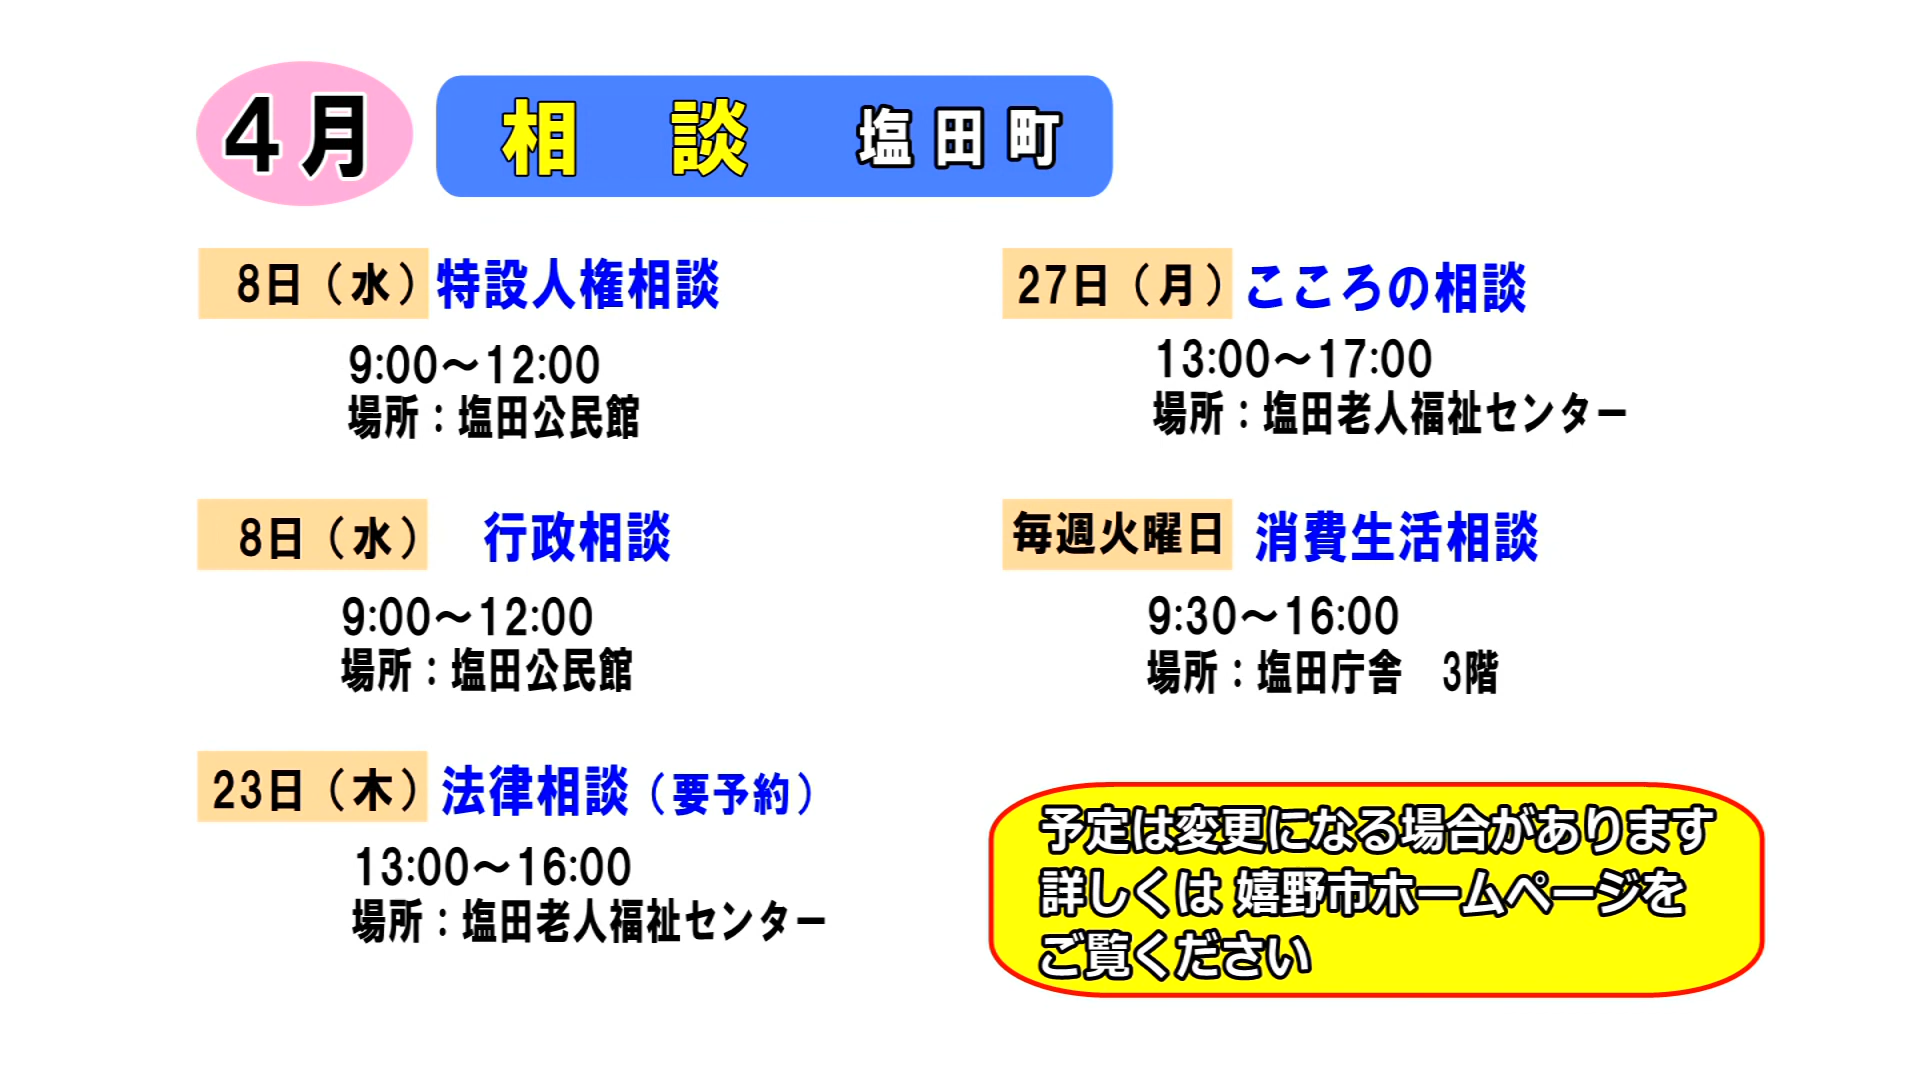 4月
相談 塩田町
8日（水）特設人権相談
9:00～12:00
場所：塩田公民館
8日（水） 行政相談
9:00～12:00
場所：塩田公民館
23日（木）法律相談（要予約）
13:00～16:00
場所：塩田老人福祉センター
27日（月）こころの相談
13:00～17:00
場所：塩田老人福祉センター
毎週火曜日 消費生活相談
9:30～16:00
場所：塩田庁舎 3階
予定は変更になる場合があります
詳しくは 嬉野市ホームページを
ご覧ください